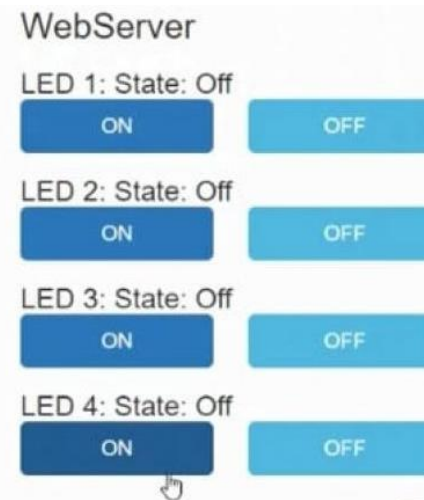 WebServer
LED 1: State: Off
ON OFF
LED 2: State: Off
ON OFF
LED 3: State: Off
ON OFF
LED 4: State: Off
ON OFF